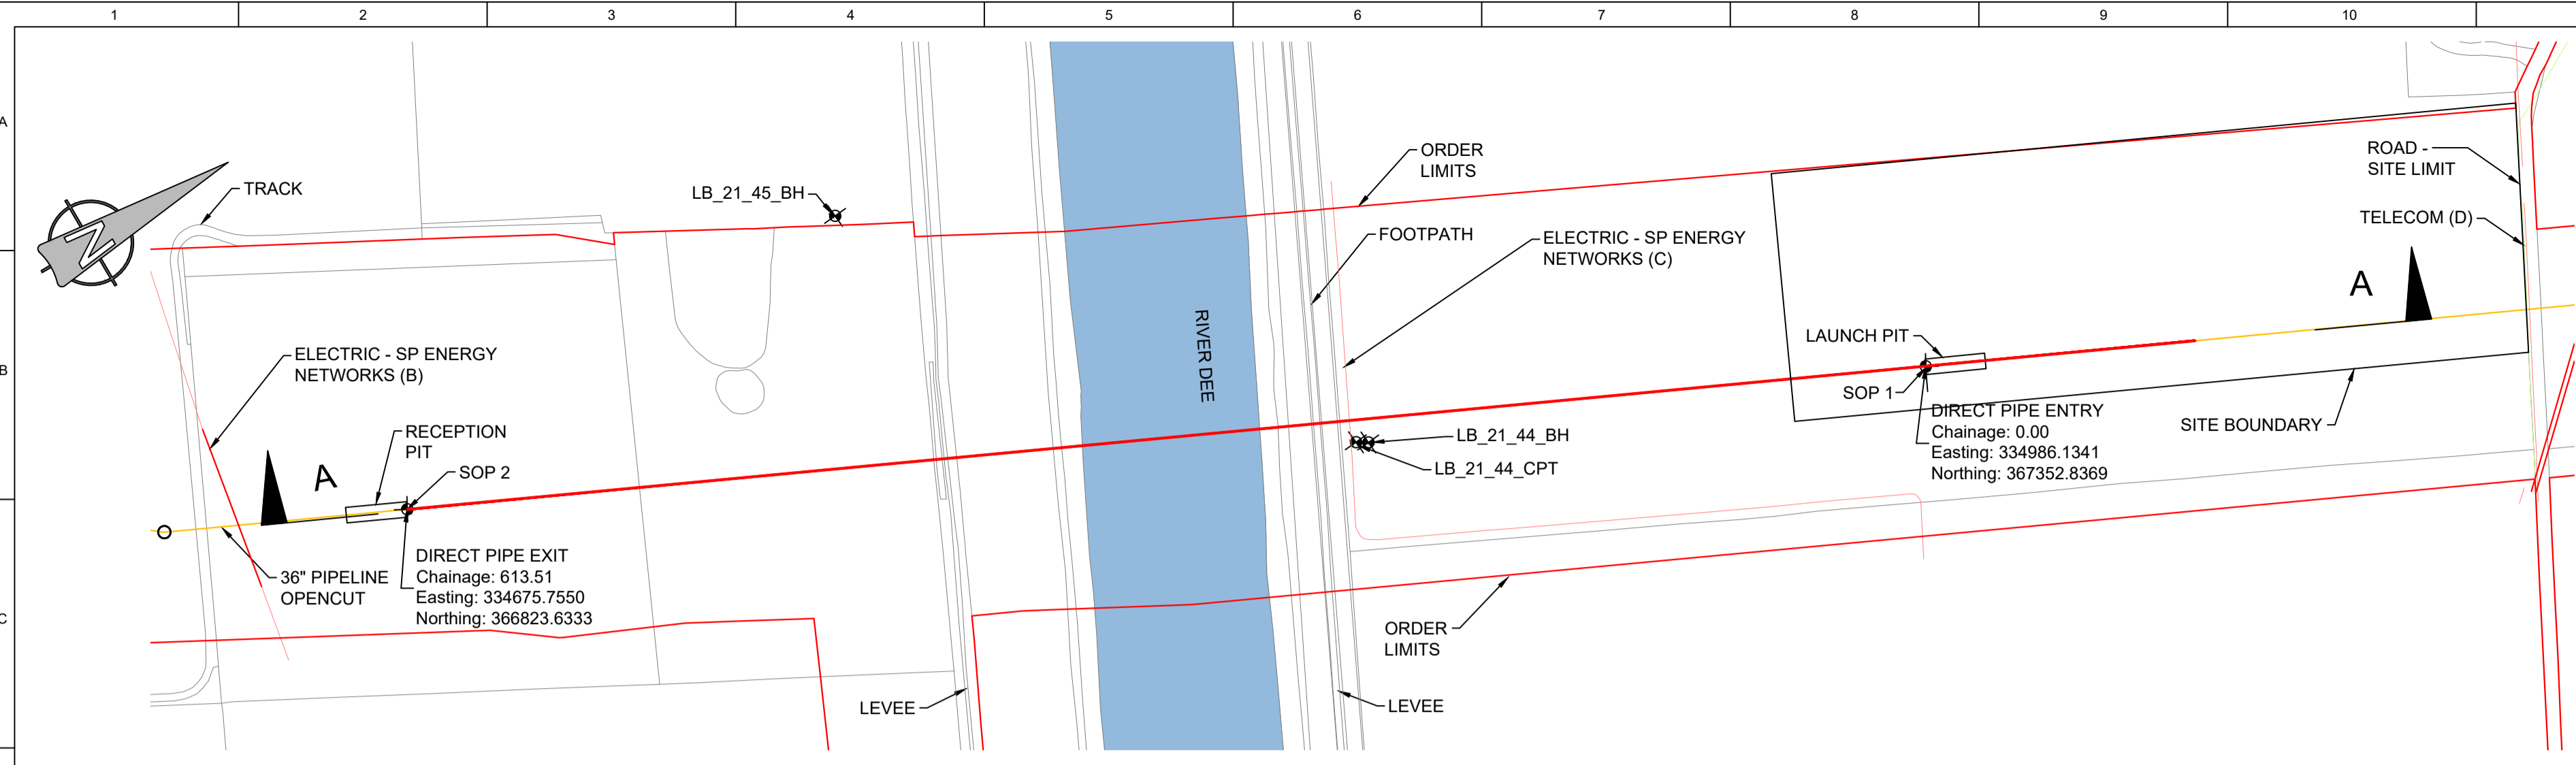 1
2
3
4
5
6
7
8
9
10
A
B
C
N
TRACK
LB_21_45_BH
ORDER
LIMITS
FOOTPATH
ELECTRIC - SP ENERGY
NETWORKS (C)
ROAD -
SITE LIMIT
TELECOM (D)
A
RIVER DEE
LAUNCH PIT
SOP 1
DIRECT PIPE ENTRY
Chainage: 0.00
Easting: 334986.1341
Northing: 367352.8369
SITE BOUNDARY
ELECTRIC - SP ENERGY
NETWORKS (B)
RECEPTION
PIT
A
SOP 2
LB_21_44_BH
LB_21_44_CPT
36" PIPELINE
OPENCUT
DIRECT PIPE EXIT
Chainage: 613.51
Easting: 334675.7550
Northing: 366823.6333
ORDER
LIMITS
LEVEE
LEVEE